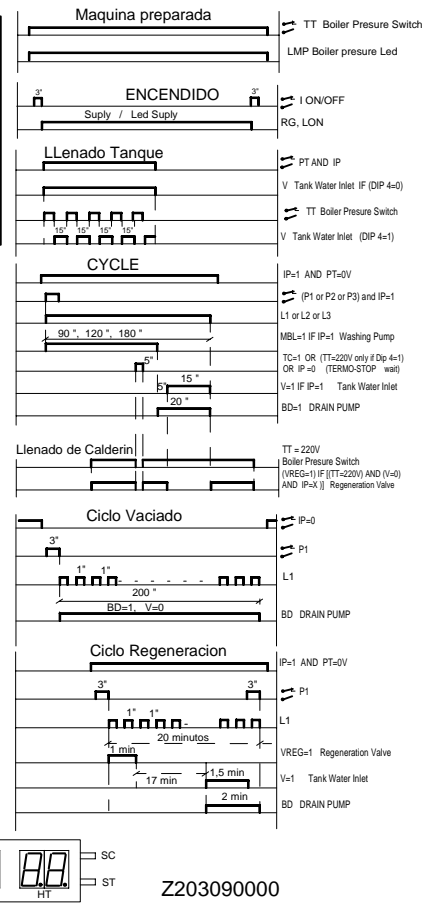 Maquina preparada
TT Boiler Presure Switch
LMP Boiler presure Led
ENCENDIDO
3"
3"
I ON/OFF
Suply / Led Suply
RG, LON
LLenado Tanque
PT AND IP
V Tank Water Inlet IF (DIP 4=0)
TT Boiler Presure Switch
15" 15" 15" 15"
V Tank Water Inlet (DIP 4=1)
CYCLE
IP=1 AND PT=0V
(P1 or P2 or P3) and IP=1
L1 or L2 or L3
90 ", 120 ", 180 "
MBL=1 IF IP=1 Washing Pump
TC=1 OR (TT=220V only if Dip 4=1)
OR IP =0 (TERMO-STOP wait)
5"
15 "
5"
V=1 IF IP=1 Tank Water Inlet
20 "
BD=1 DRAIN PUMP
Llenado de Calderin
TT = 220V
Boiler Presure Switch
(VREG=1) IF [(TT=220V) AND (V=0)
AND IP=X )] Regeneration Valve
Ciclo Vaciado
IP=0
3"
P1
1" 1"
L1
200 "
BD=1, V=0
BD DRAIN PUMP
Ciclo Regeneracion
IP=1 AND PT=0V
3"
3"
P1
1" 1"
L1
20 minutos
1 min
VREG=1 Regeneration Valve
17 min
1,5 min
V=1 Tank Water Inlet
2 min
BD DRAIN PUMP
8.8.
SC
ST
HT
Z203090000